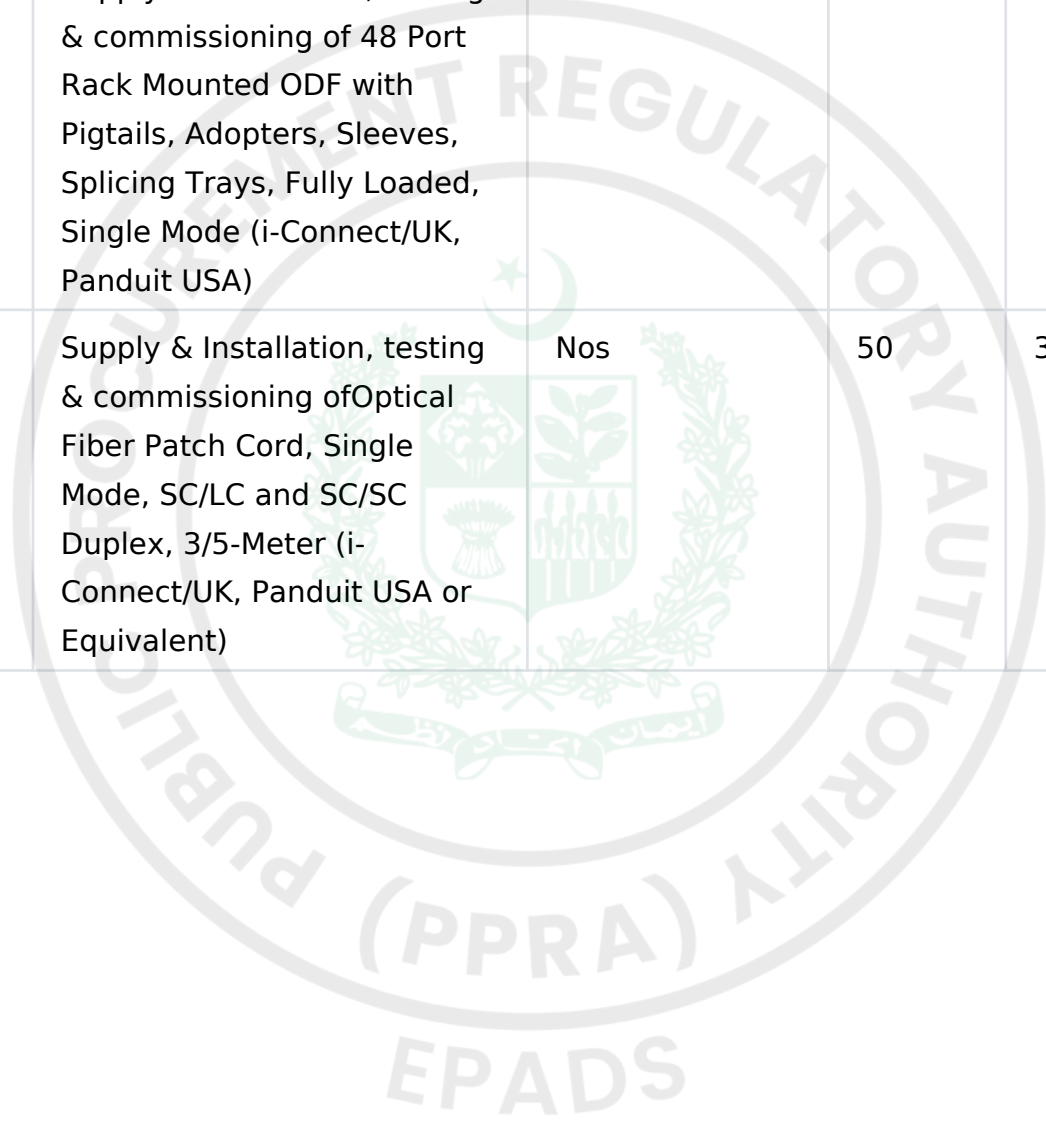 & commissioning of 48 Port
Rack Mounted ODF with
Pigtails, Adopters, Sleeves,
Splicing Trays, Fully Loaded,
Single Mode (i-Connect/UK,
Panduit USA)
Supply & Installation, testing Nos 50
& commissioning ofOptical
Fiber Patch Cord, Single
Mode, SC/LC and SC/SC
Duplex, 3/5-Meter (i-
Connect/UK, Panduit USA or
Equivalent)
PUBLIC PROCUREMENT REGULATORY AUTHORITY
(PPRA)
EPADS